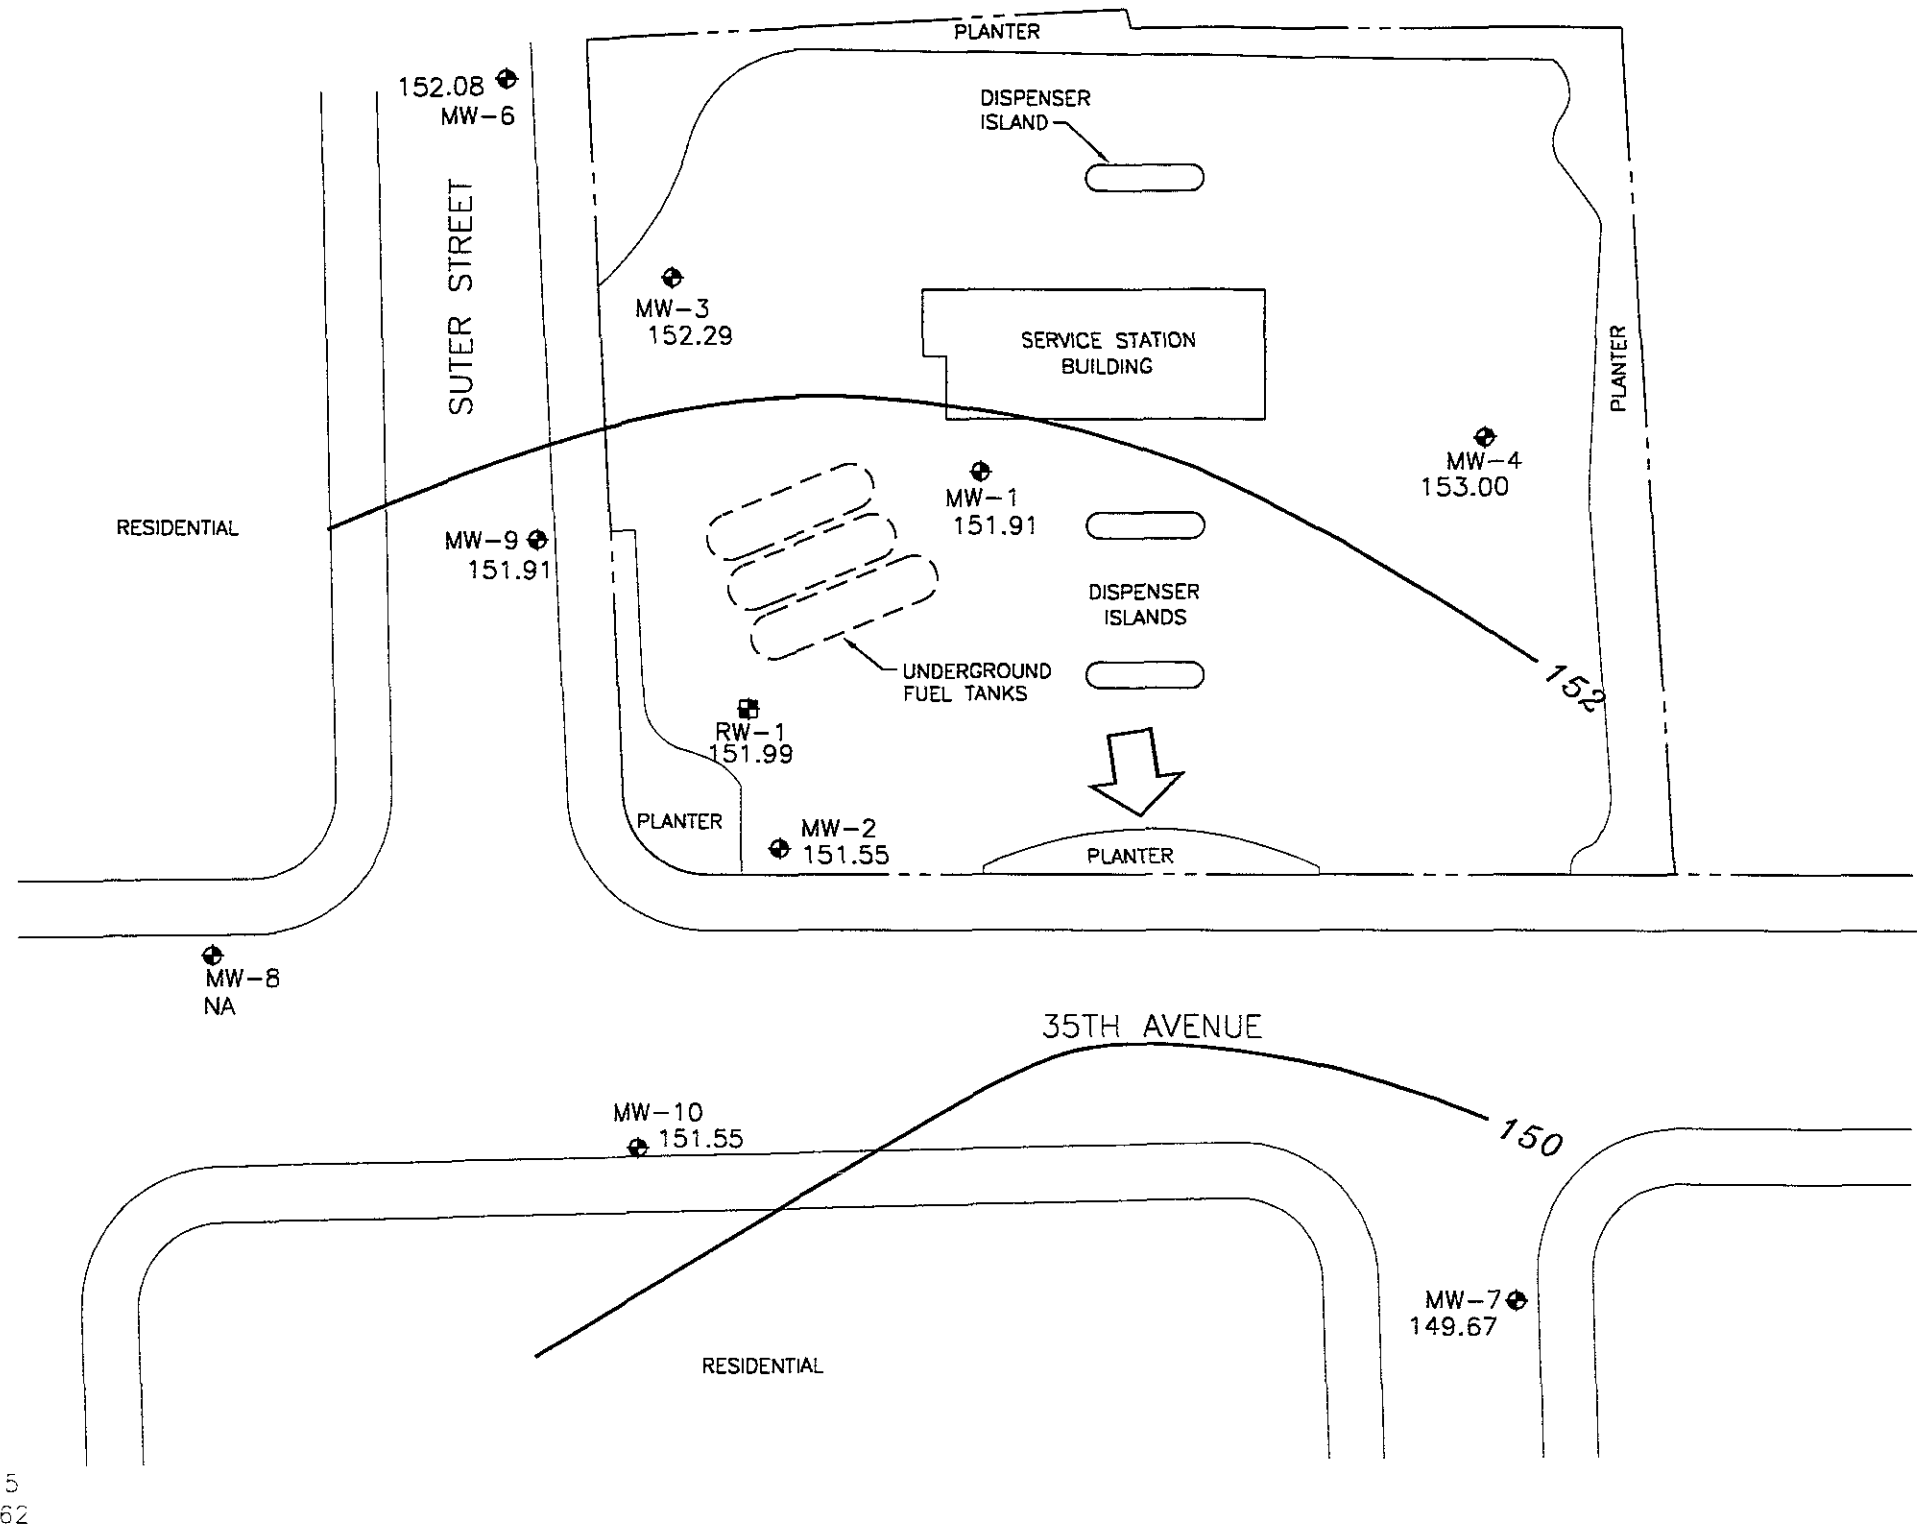 PLANTER
152.08
MW-6
DISPENSER
ISLAND
SUTER STREET
MW-3
152.29
SERVICE STATION
BUILDING
PLANTER
MW-4
153.00
MW-1
151.91
RESIDENTIAL
MW-9
151.91
DISPENSER
ISLANDS
UNDERGROUND
FUEL TANKS
152
RW-1
151.99
PLANTER
MW-2
151.55
PLANTER
MW-8
NA
35TH AVENUE
MW-10
151.55
150
MW-7
149.67
RESIDENTIAL
5
62